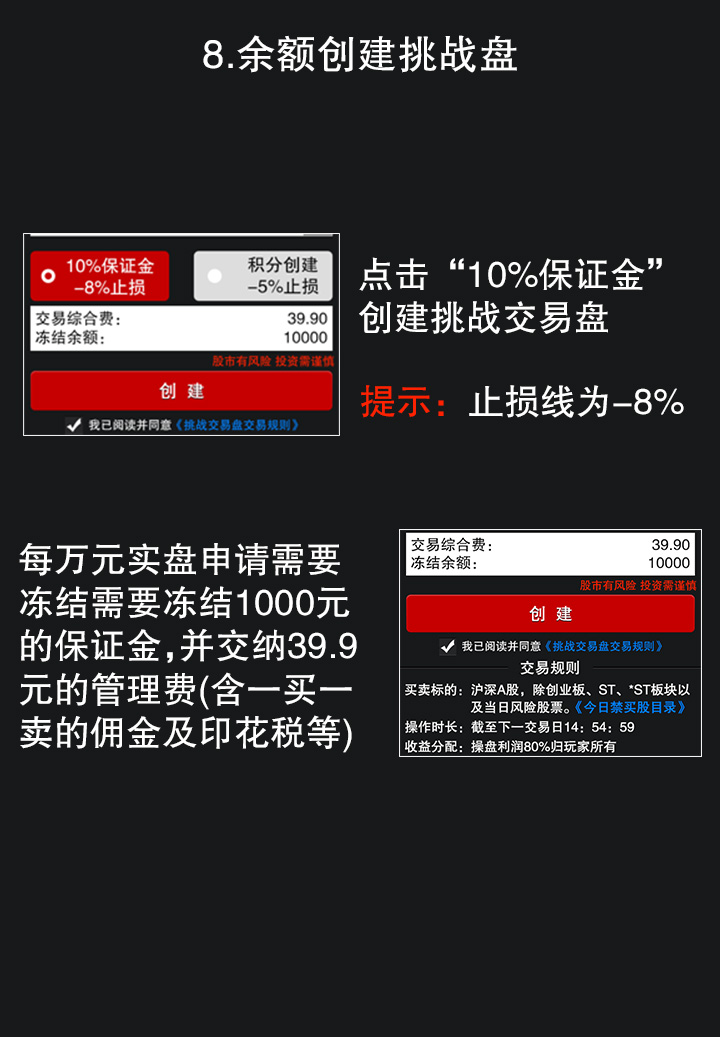 8.余额创建挑战盘
10%保证金
-8%止损
积分创建
-5%止损
交易综合费： 39.90
冻结余额： 10000
股市有风险 投资需谨慎
创 建
我已阅读并同意《挑战交易盘交易规则》
点击“10%保证金”
创建挑战交易盘
提示：止损线为-8%
每万元实盘申请需要
冻结需要冻结1000元
的保证金,并交纳39.9
元的管理费(含一买一
卖的佣金及印花税等)
交易综合费： 39.90
冻结余额： 10000
股市有风险 投资需谨慎
创 建
我已阅读并同意《挑战交易盘交易规则》
交易规则
买卖标的：沪深A股，除创业板、ST、*ST板块以
及当日风险股票。《今日禁买股目录》
操作时长：截至下一交易日14：54：59
收益分配：操盘利润80%归玩家所有